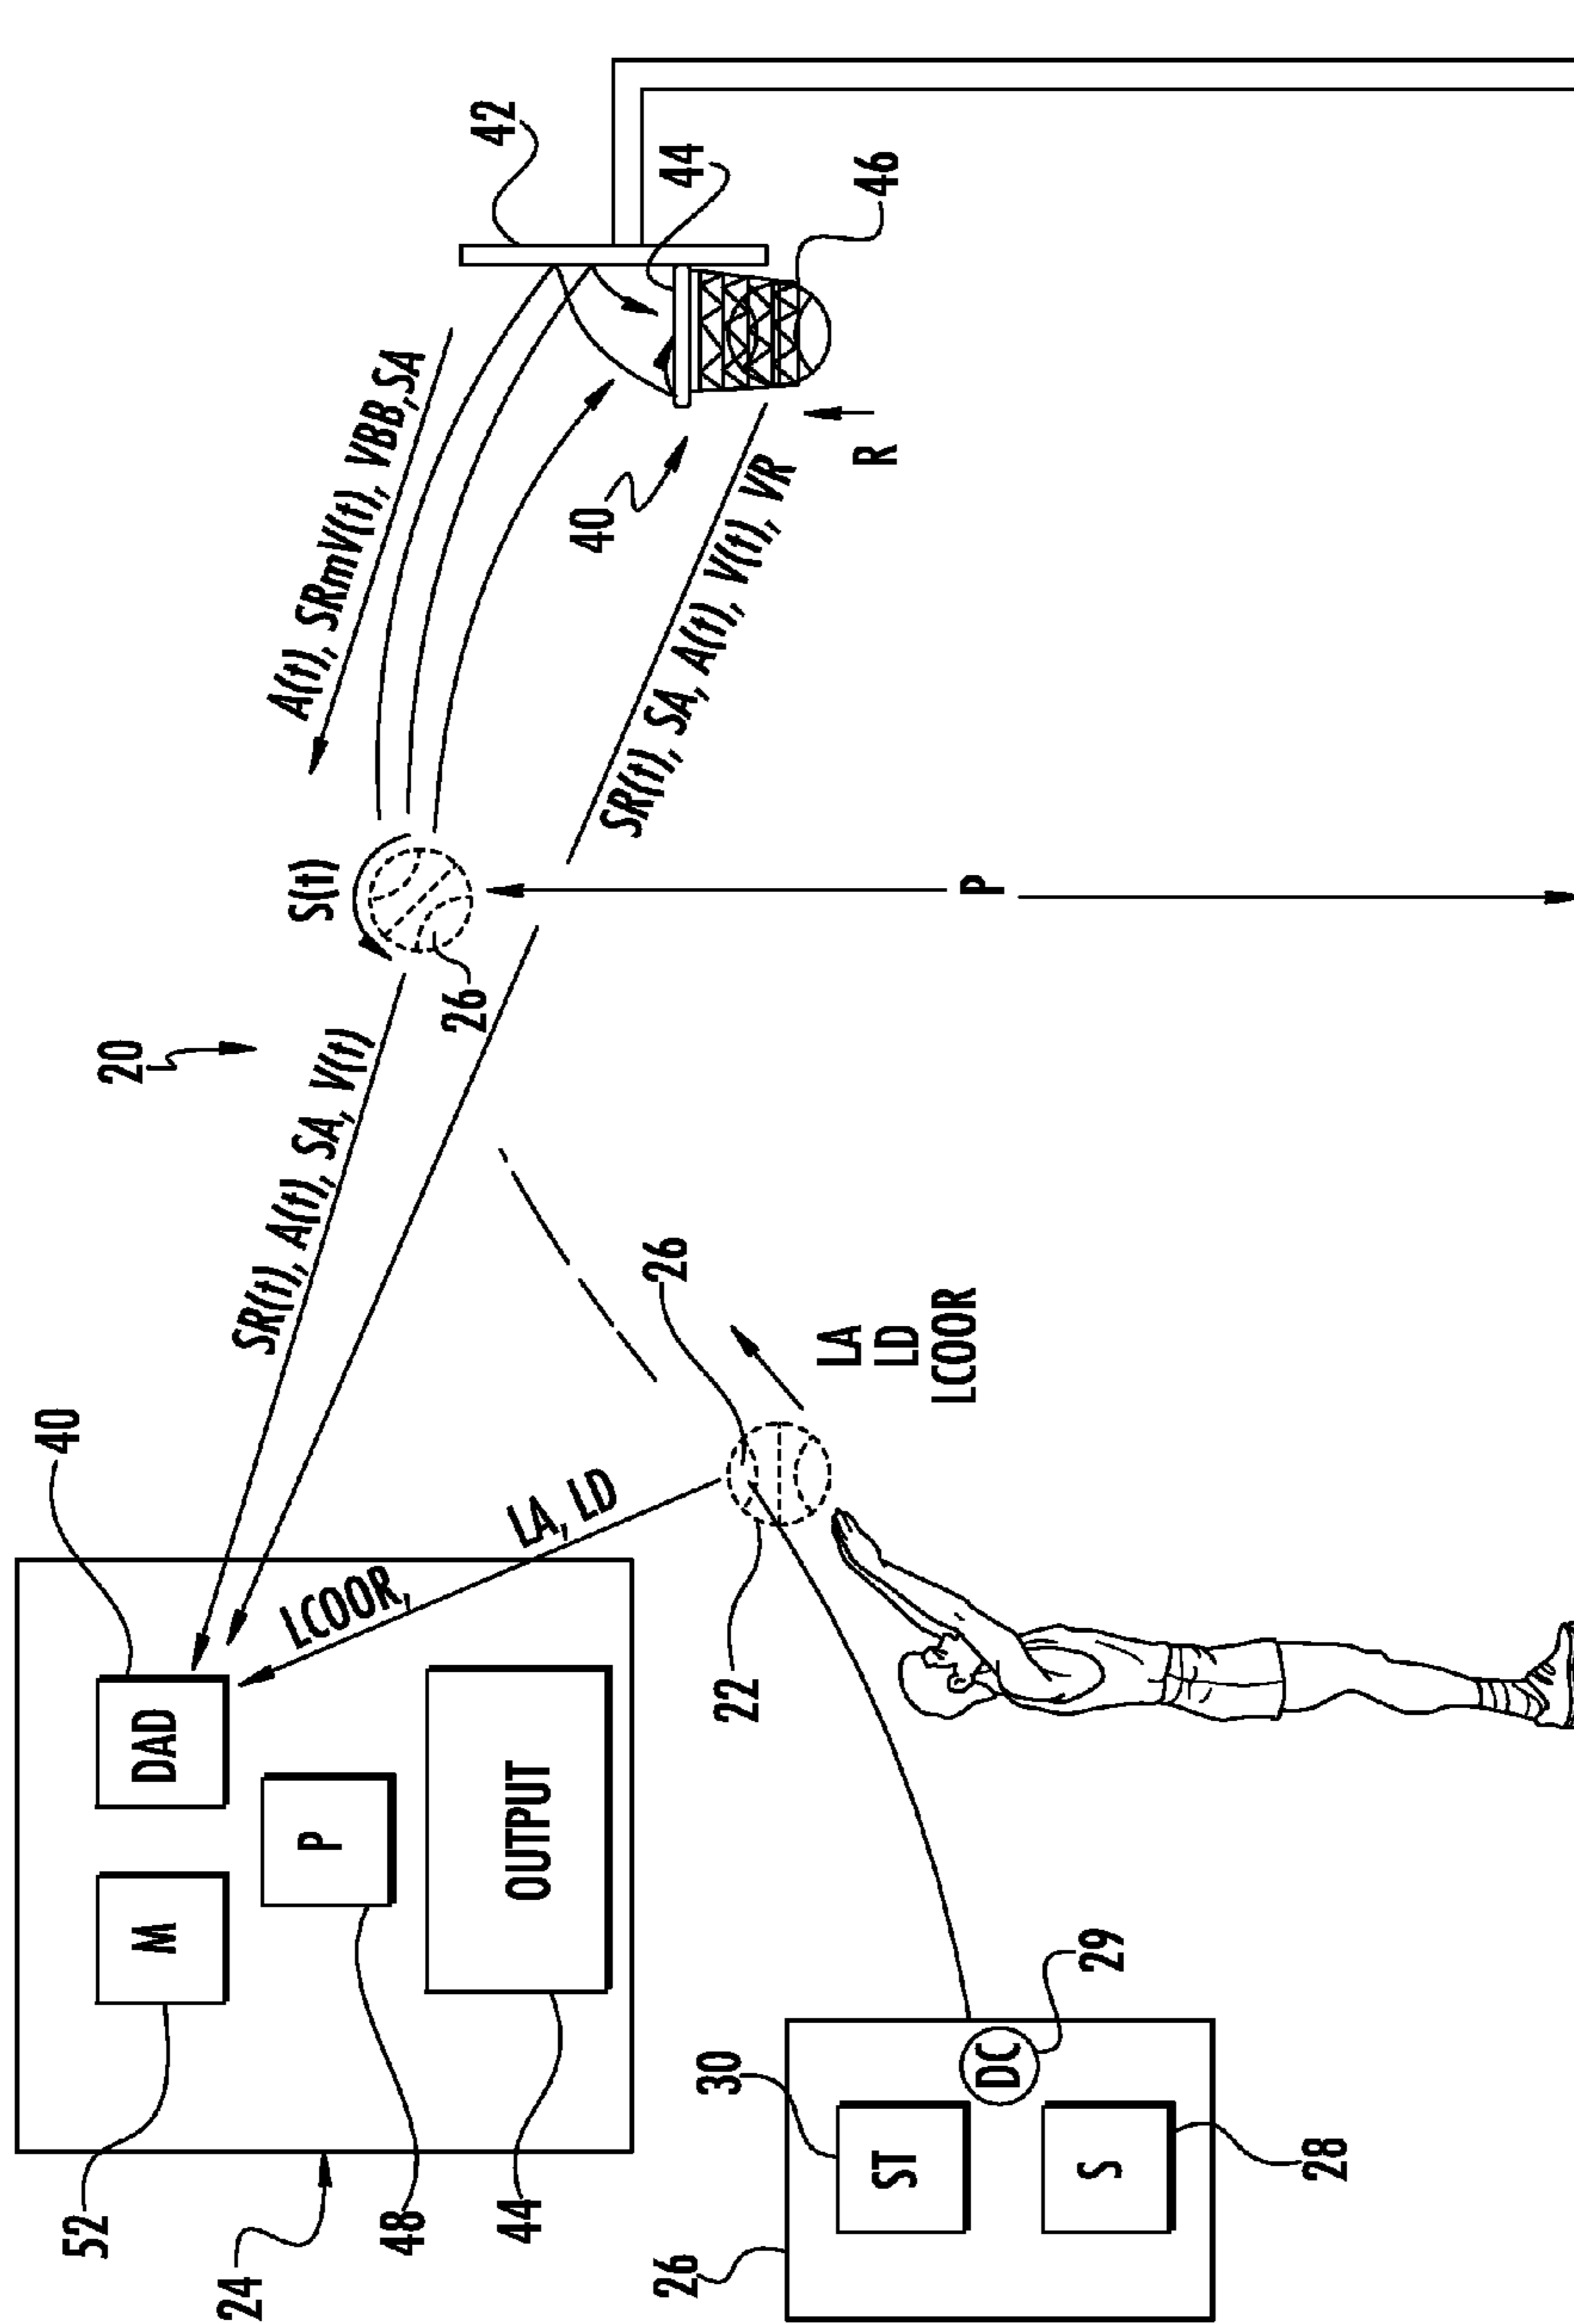 52
24
48
44
M
DAD
40
P
OUTPUT
LCOOR,
LA, LD
20
SR(t), A(t), SA, V(t)
S(t)
26
A(t), SRmV(t), VBB,SA
42
44
46
40
R
SR(t), SA, A(t), V(t), VR
P
26
22
LA
LD
LCOOR
26
30
ST
DC
29
S
28